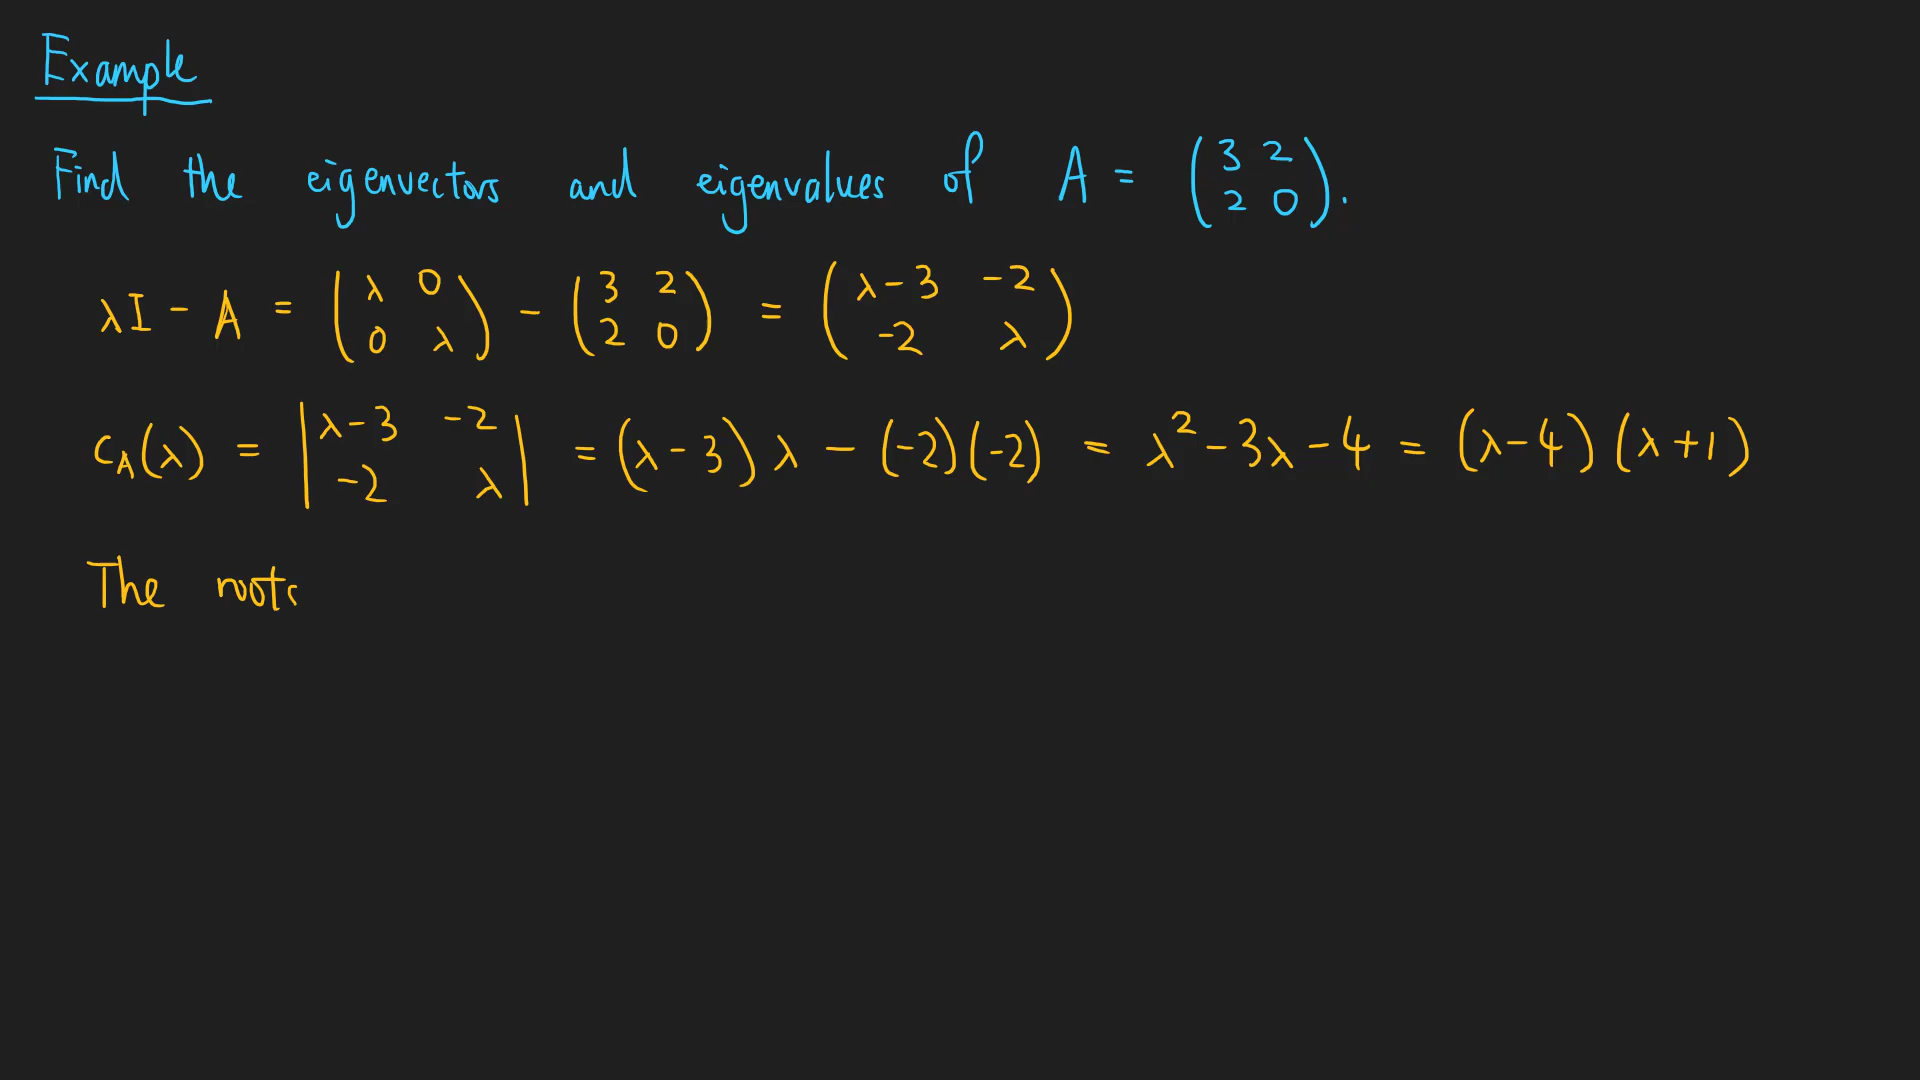 Example
Find the eigenvectors and eigenvalues of A = (3 2; 2 0).
λI - A = (λ 0; 0 λ) - (3 2; 2 0) = (λ-3 -2; -2 λ)
C_A(λ) = |λ-3 -2; -2 λ| = (λ-3)λ - (-2)(-2) = λ² - 3λ - 4 = (λ-4)(λ+1)
The roots